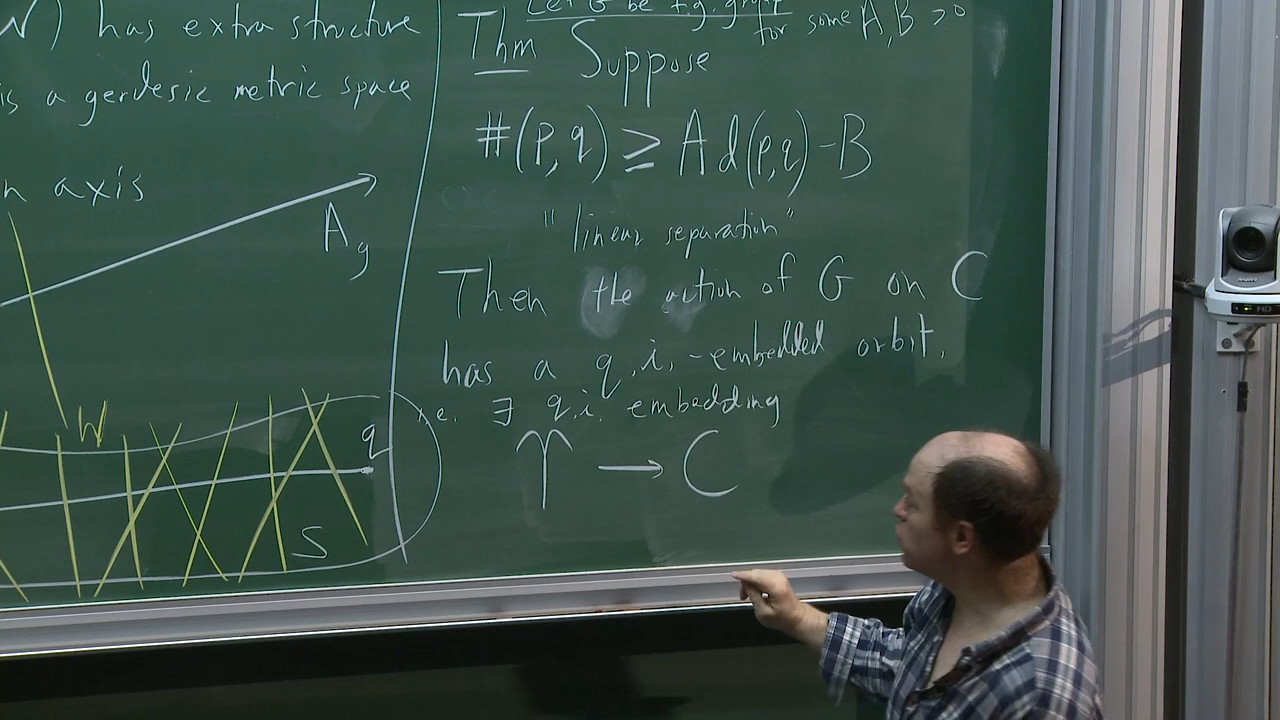 W) has extra structure
is a geodesic metric space
n axis
A_g
W
q
S
Let G be f.g. group
for some A,B > 0
Thm Suppose
#(p,q) ≥ A d(p,q) - B
"linear separation"
Then the action of G on C
has a q.i.-embedded orbit,
i.e. ∃ q.i. embedding
ϒ → C
HD